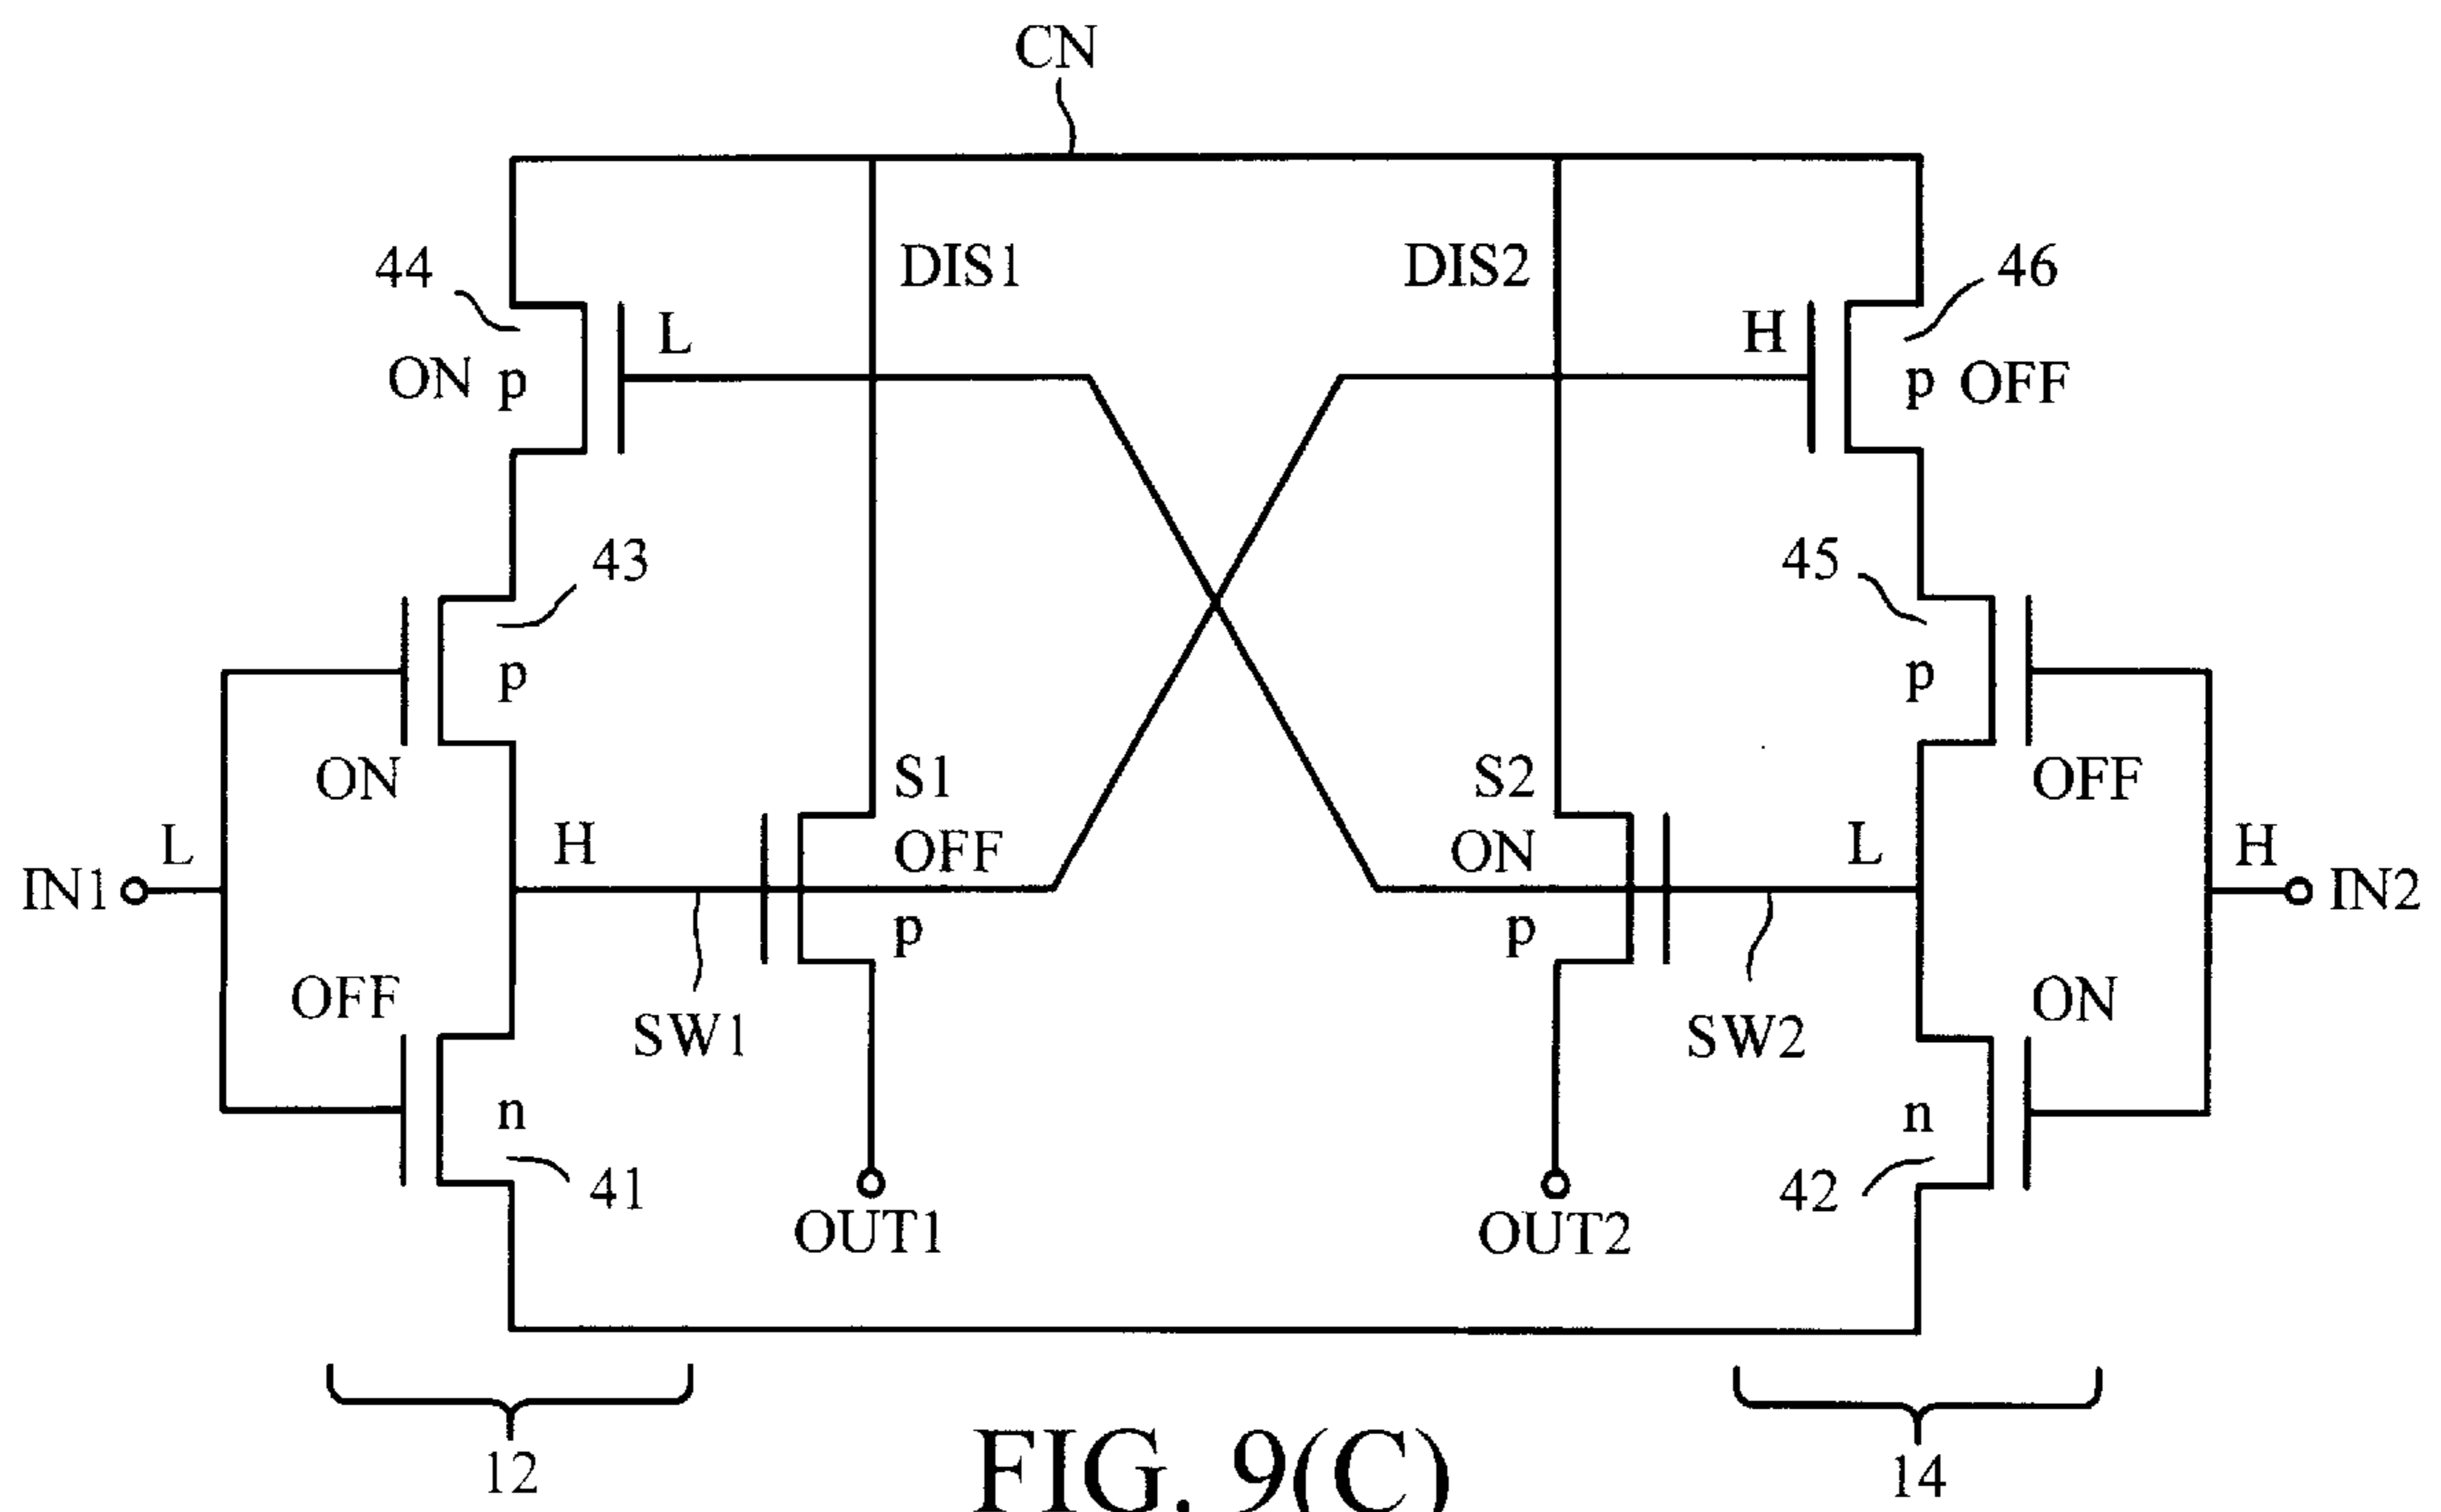 CN
44
DIS1
DIS2
46
L
H
ON p
p OFF
43
45
p
p
ON
S1
S2
OFF
L
H
OFF
ON
L
H
IN1
IN2
p
p
OFF
SW1
SW2
ON
n
n
41
OUT1
OUT2
42
12
FIG. 9(C)
14